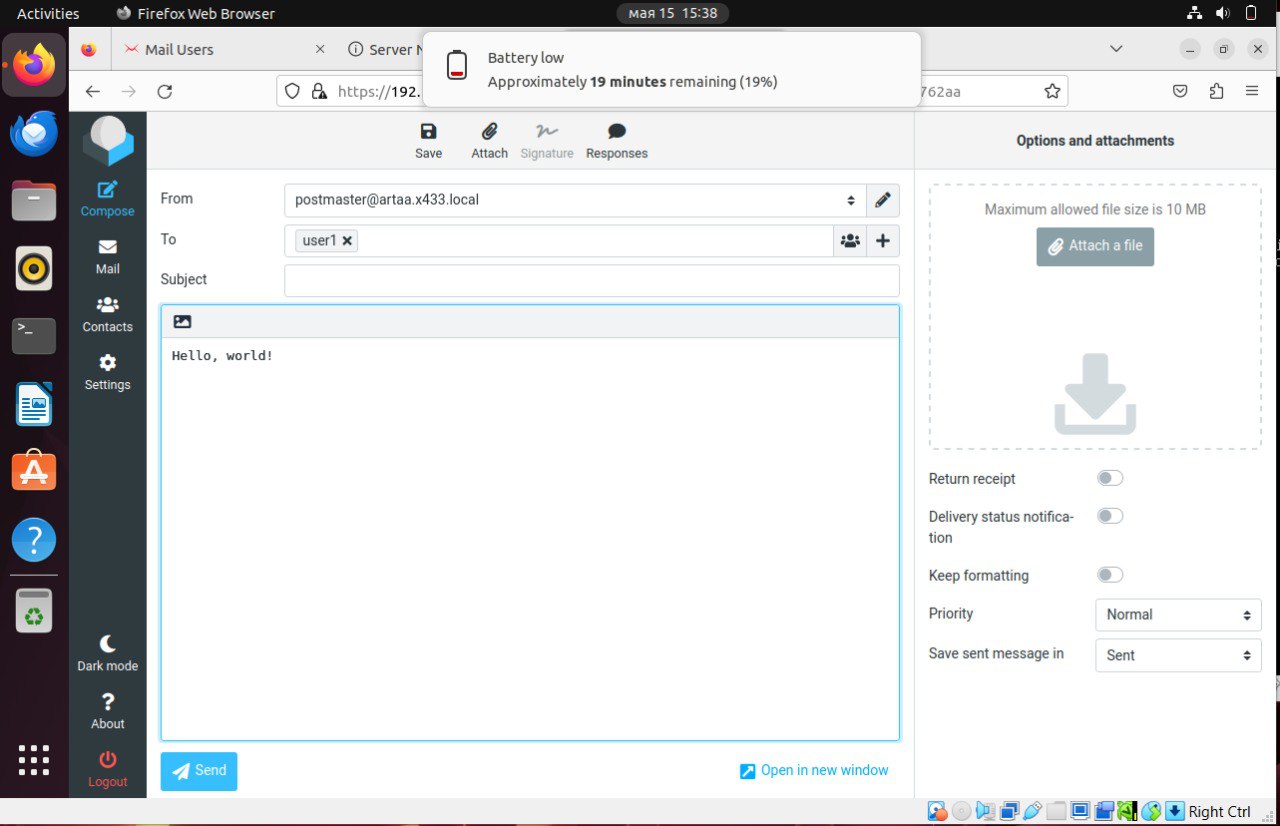 Activities
Firefox Web Browser
мая 15 15:38
Mail Users
Server
Battery low
Approximately 19 minutes remaining (19%)
https://192.
762aa
Save
Attach
Signature
Responses
Options and attachments
Compose
Mail
Contacts
Settings
Dark mode
About
Logout
From
postmaster@artaa.x433.local
To
user1
Subject
Hello, world!
Send
Open in new window
Maximum allowed file size is 10 MB
Attach a file
Return receipt
Delivery status notifica-
tion
Keep formatting
Priority
Normal
Save sent message in
Sent
Right Ctrl